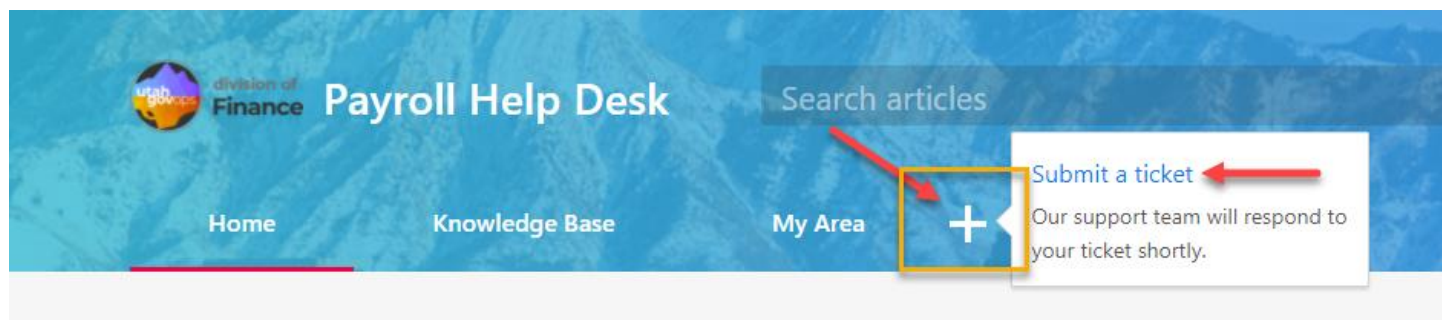 utah
govops
division of
Finance
Payroll Help Desk
Search articles
Submit a ticket
Our support team will respond to
your ticket shortly.
Home
Knowledge Base
My Area